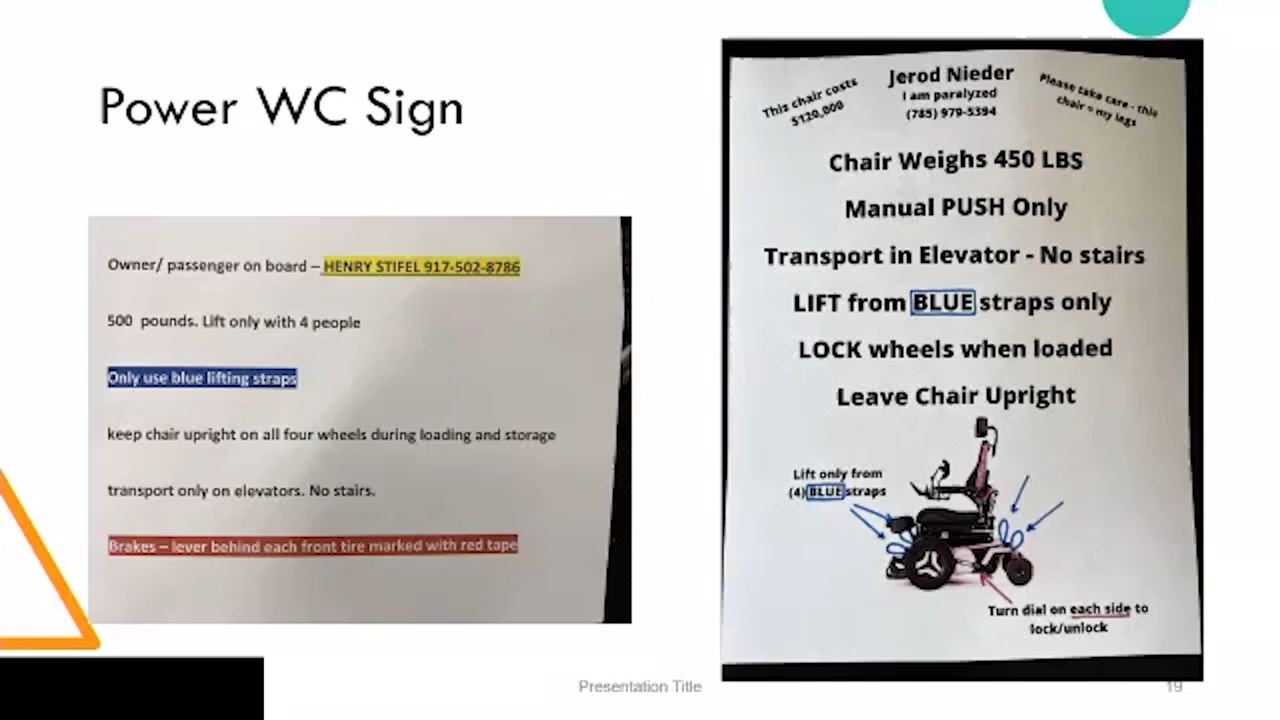 Power WC Sign
Owner/ passenger on board – HENRY STIFEL 917-502-8786
500 pounds. Lift only with 4 people
Only use blue lifting straps
keep chair upright on all four wheels during loading and storage
transport only on elevators. No stairs.
Brakes – lever behind each front tire marked with red tape
This chair costs
$120,000
Jerod Nieder
I am paralyzed
(785) 979-5394
Please take care - this
chair = my legs
Chair Weighs 450 LBS
Manual PUSH Only
Transport in Elevator - No stairs
LIFT from BLUE straps only
LOCK wheels when loaded
Leave Chair Upright
Lift only from
(4) BLUE straps
Turn dial on each side to
lock/unlock
Presentation Title
19